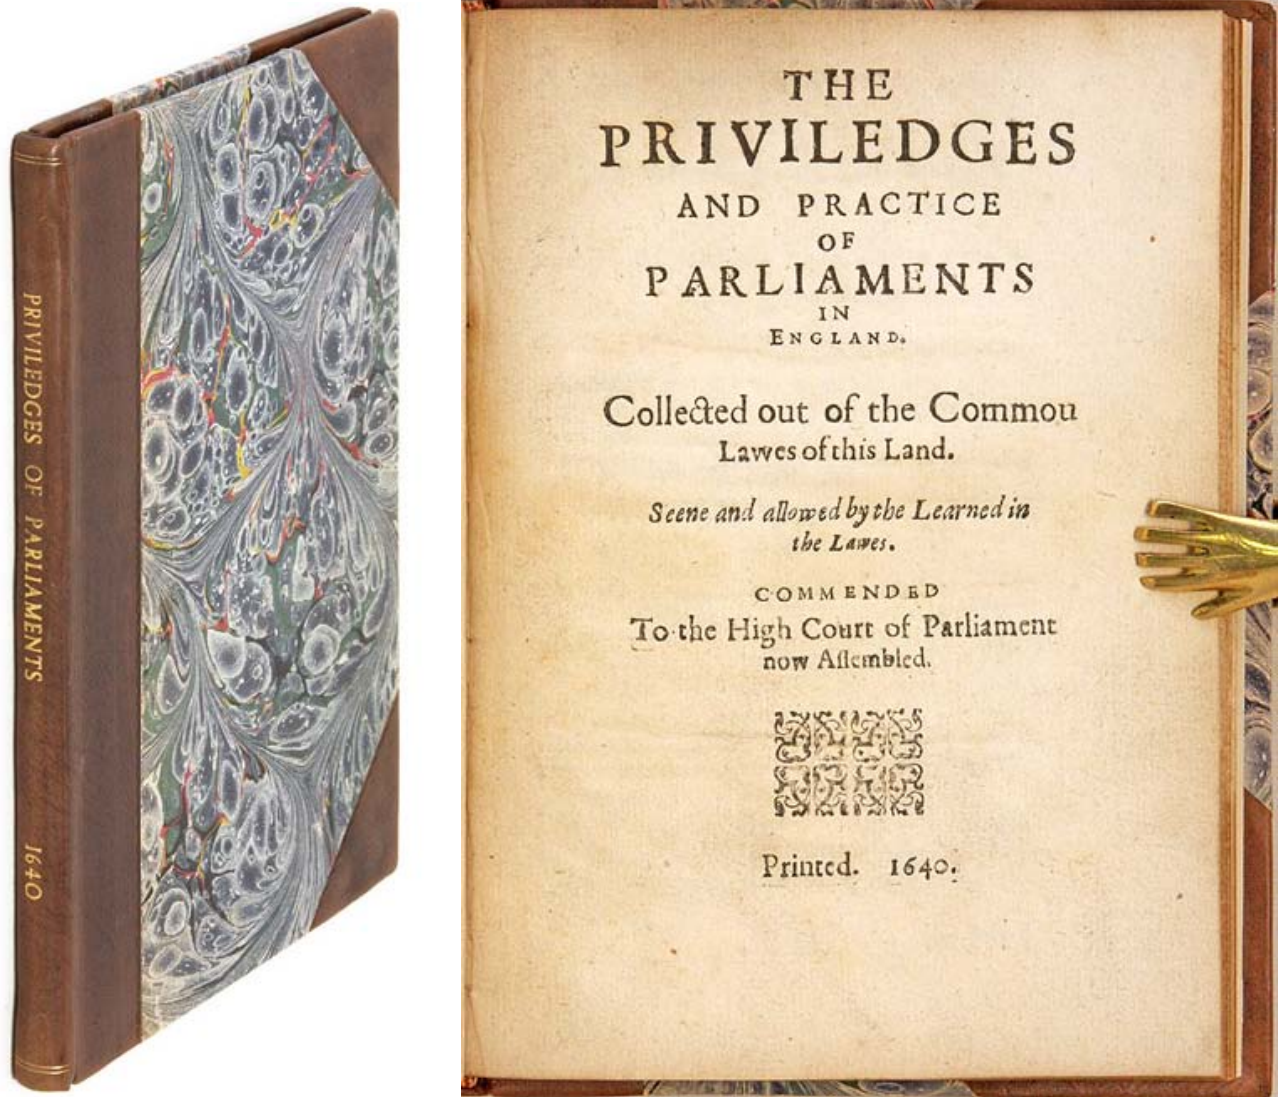 PRIVILEDGES OF PARLIAMENTS 1640
THE
PRIVILEDGES
AND PRACTICE
OF
PARLIAMENTS
IN
ENGLAND.
Collected out of the Commou
Lawes of this Land.
Seene and allowed by the Learned in
the Lawes.
COMMENDED
To the High Court of Parliament
now Assembled.
Printed. 1640.